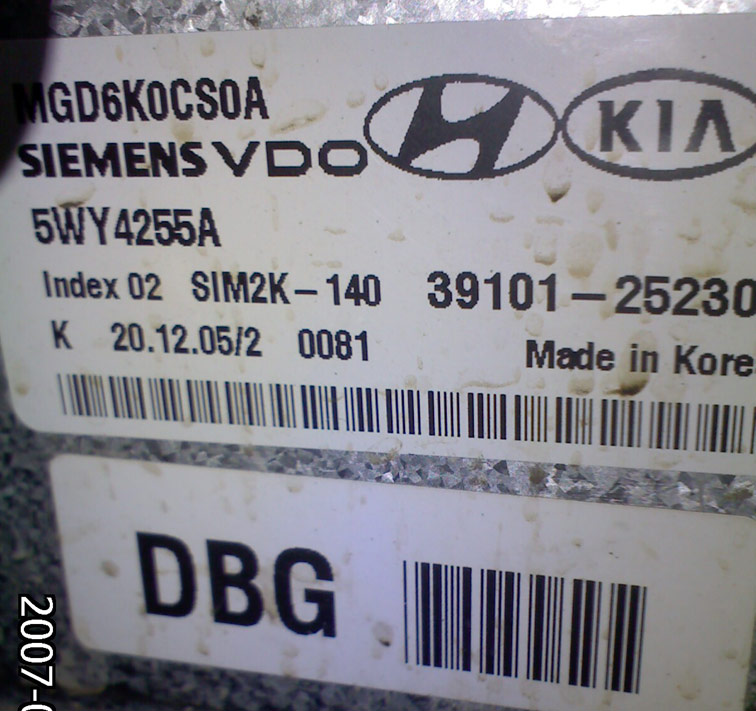 MGD6K0CS0A
SIEMENS VDO KIA
5WY4255A
Index 02 SIM2K-140 39101-25230
K 20.12.05/2 0081 Made in Kore
DBG
2007-0